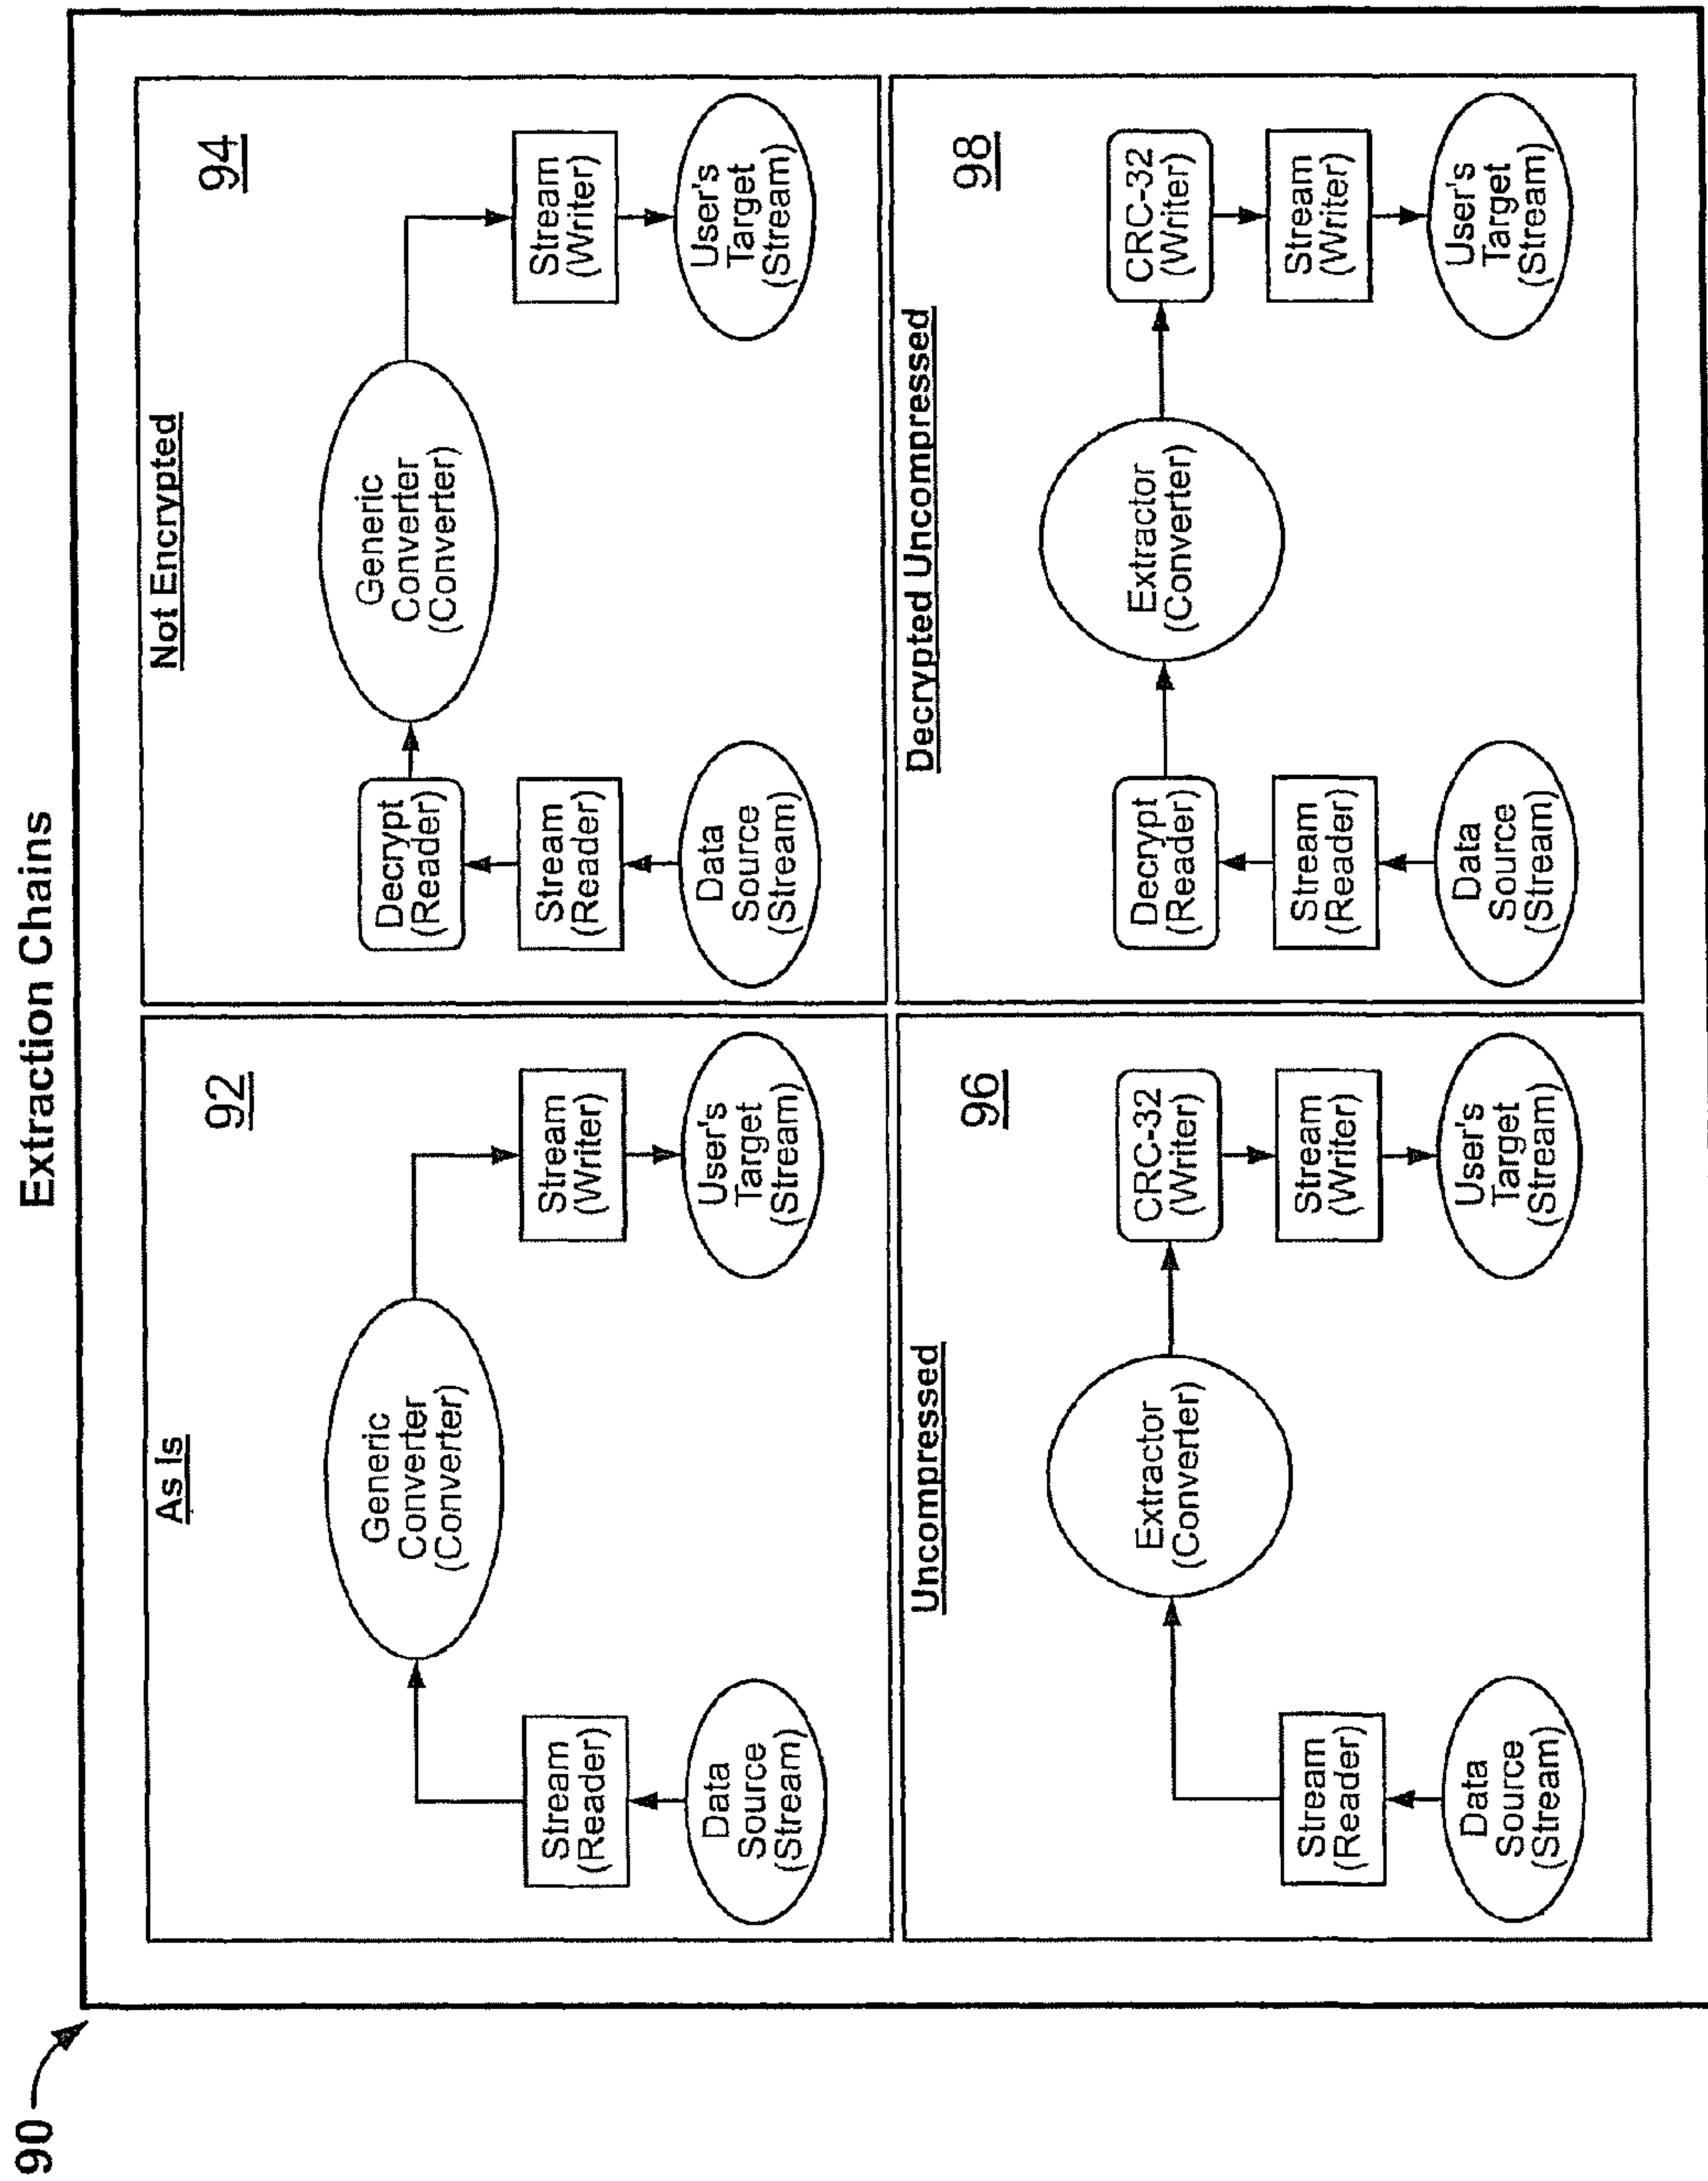 Extraction Chains
90
As Is
92
Generic
Converter
(Converter)
Stream
(Reader)
Stream
(Writer)
Data
Source
(Stream)
User's
Target
(Stream)
Not Encrypted
94
Decrypt
(Reader)
Generic
Converter
(Converter)
Stream
(Reader)
Stream
(Writer)
Data
Source
(Stream)
User's
Target
(Stream)
Uncompressed
96
Extractor
(Converter)
CRC-32
(Writer)
Stream
(Reader)
Stream
(Writer)
Data
Source
(Stream)
User's
Target
(Stream)
Decrypted Uncompressed
98
Decrypt
(Reader)
Extractor
(Converter)
CRC-32
(Writer)
Stream
(Reader)
Stream
(Writer)
Data
Source
(Stream)
User's
Target
(Stream)